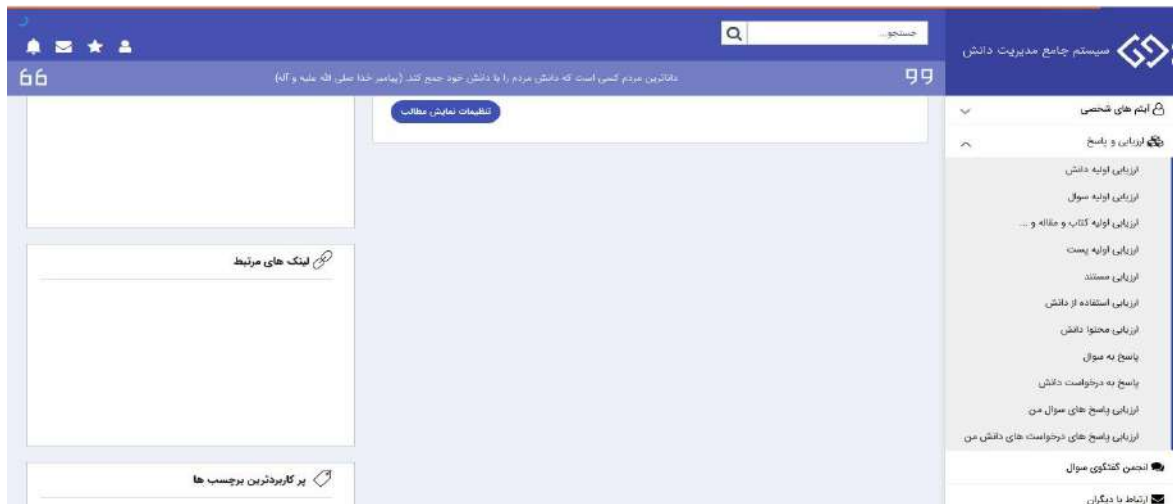 سیستم جامع مدیریت دانش
جستجو...
داناترین مردم کسی است که دانش مردم را با دانش خود جمع کند. (پیامبر خدا صلی الله علیه و آله)
آیتم های شخصی
ارزیابی و پاسخ
ارزیابی اولیه دانش
ارزیابی اولیه سوال
ارزیابی اولیه کتاب و مقاله و ...
ارزیابی اولیه پست
ارزیابی مستند
ارزیابی استفاده از دانش
ارزیابی محتوا دانش
پاسخ به سوال
پاسخ به درخواست دانش
ارزیابی پاسخ های سوال من
ارزیابی پاسخ های درخواست های دانش من
انجمن گفتگوی سوال
ارتباط با دیگران
تنظیمات نمایش مطالب
لینک های مرتبط
پر کاربردترین برچسب ها